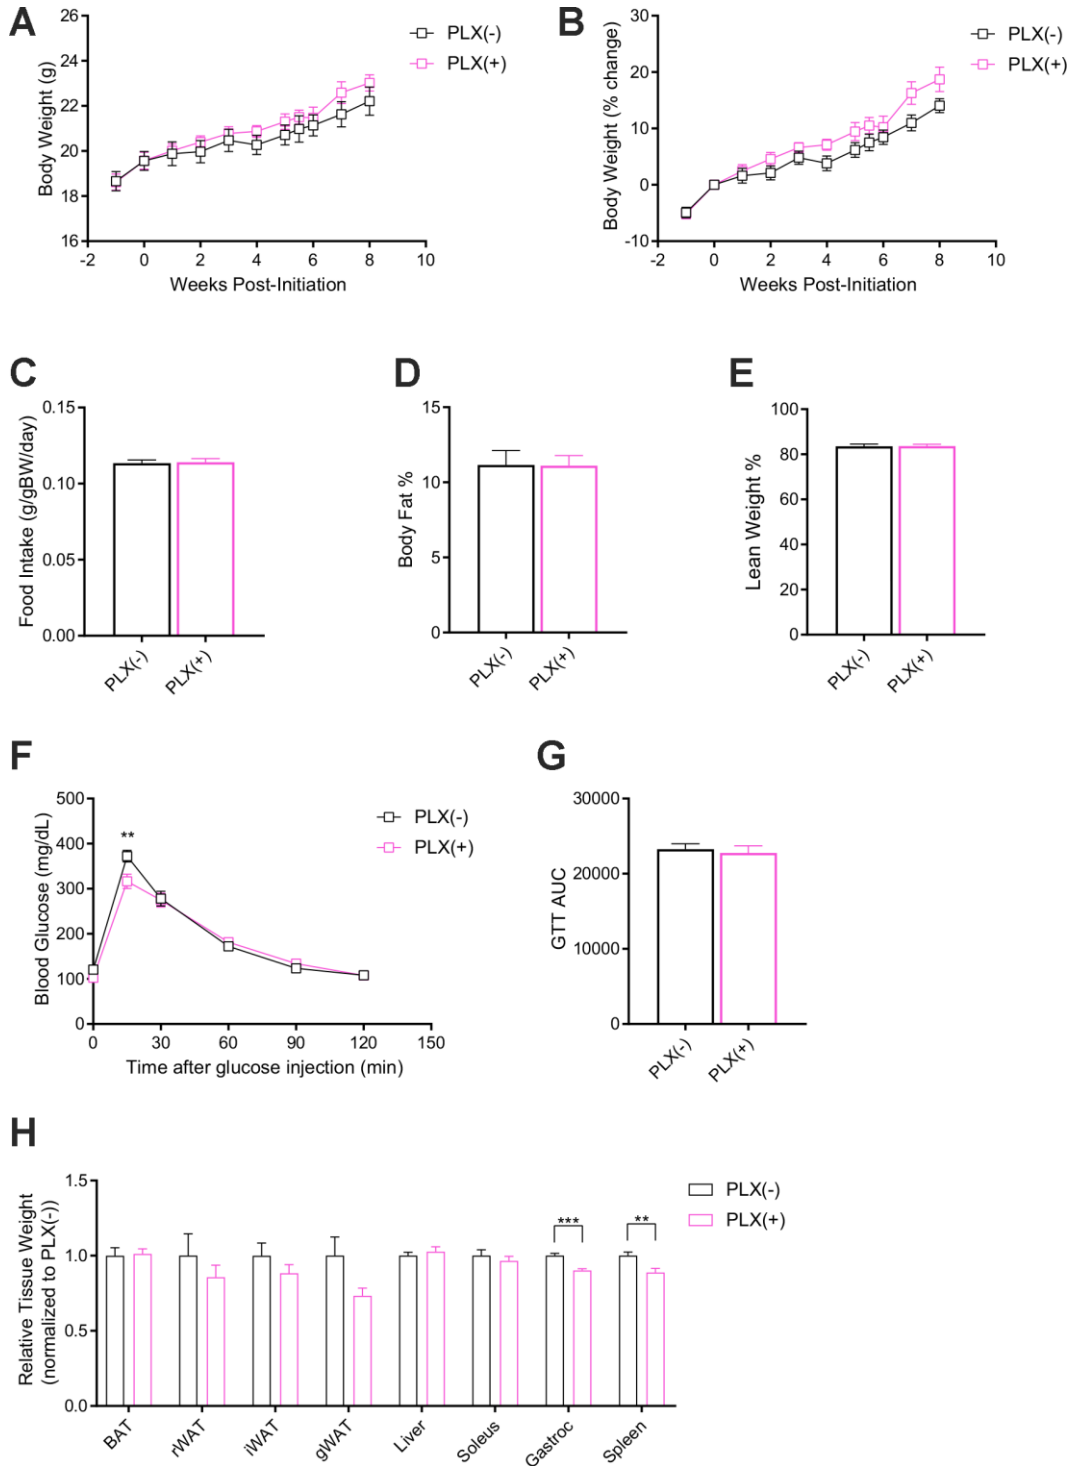 A
Body Weight (g)
26
24
22
20
18
16
-2
0
2
4
6
8
10
Weeks Post-Initiation
PLX(-)
PLX(+)
B
Body Weight (% change)
30
20
10
0
-10
-2
0
2
4
6
8
10
Weeks Post-Initiation
PLX(-)
PLX(+)
C
Food Intake (g/gBW/day)
0.15
0.10
0.05
0.00
PLX(-)
PLX(+)
D
Body Fat %
15
10
5
0
PLX(-)
PLX(+)
E
Lean Weight %
100
80
60
40
20
0
PLX(-)
PLX(+)
F
Blood Glucose (mg/dL)
500
400
300
200
100
0
**
0
30
60
90
120
150
Time after glucose injection (min)
PLX(-)
PLX(+)
G
GTT AUC
30000
20000
10000
0
PLX(-)
PLX(+)
H
Relative Tissue Weight
(normalized to PLX(-))
1.5
1.0
0.5
0.0
***
**
BAT
rWAT
iWAT
gWAT
Liver
Soleus
Gastroc
Spleen
PLX(-)
PLX(+)